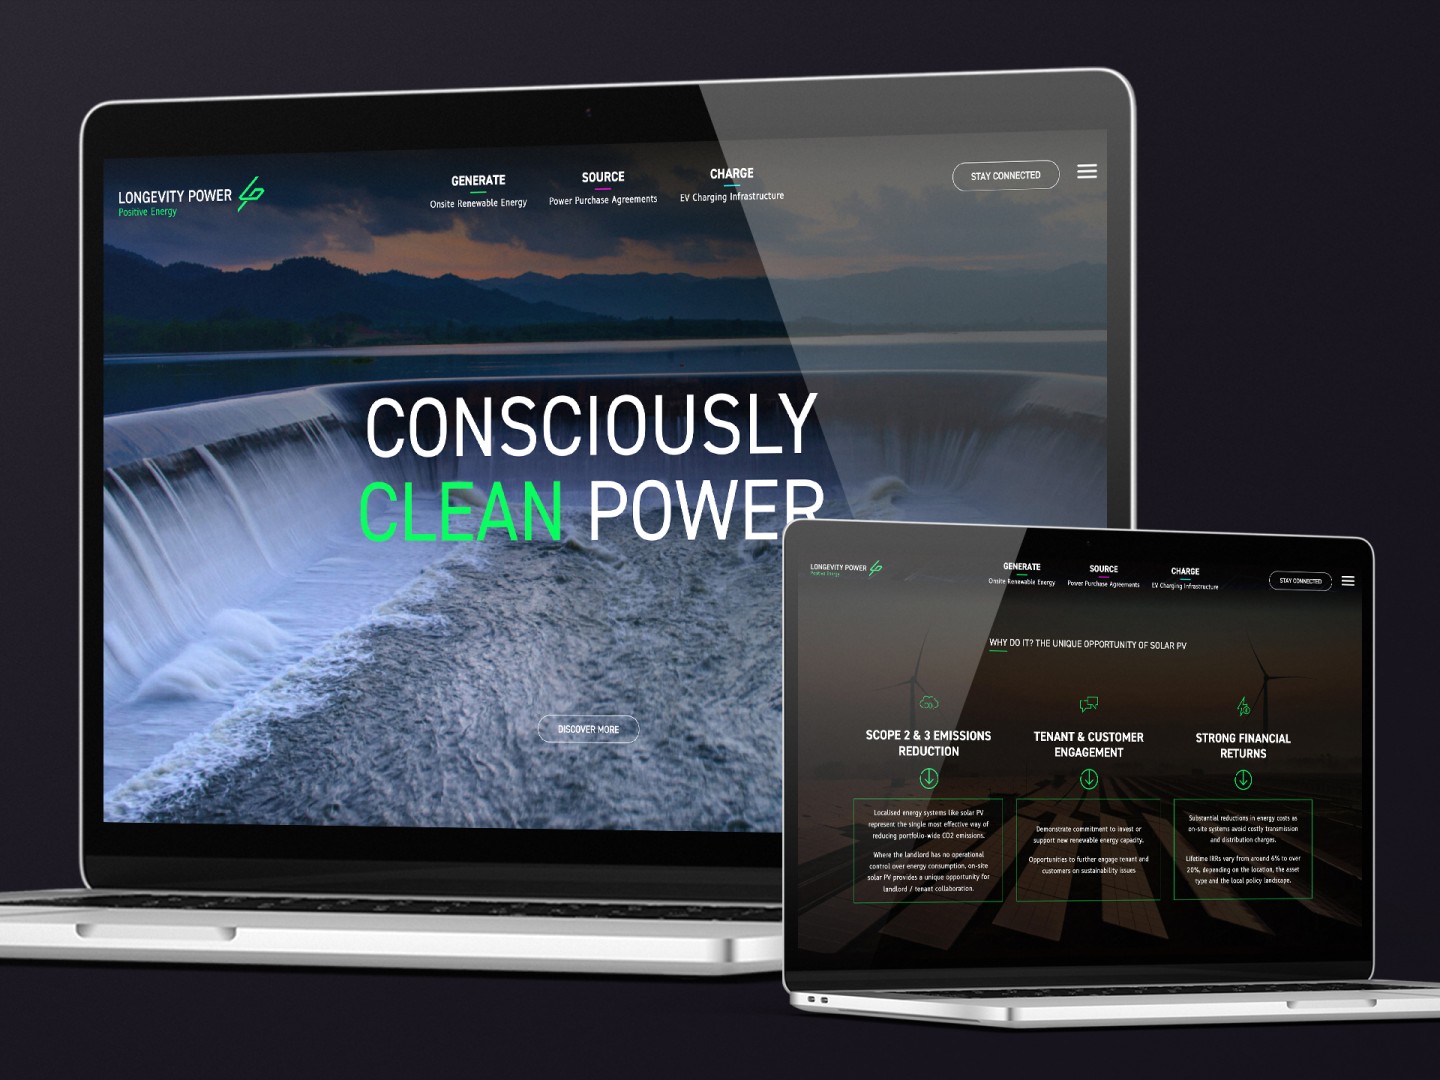 LONGEVITY POWER
Positive Energy
GENERATE
Onsite Renewable Energy
SOURCE
Power Purchase Agreements
CHARGE
EV Charging Infrastructure
STAY CONNECTED
CONSCIOUSLY
CLEAN POWER
DISCOVER MORE
LONGEVITY POWER
Positive Energy
GENERATE
Onsite Renewable Energy
SOURCE
Power Purchase Agreements
CHARGE
EV Charging Infrastructure
STAY CONNECTED
WHY DO IT? THE UNIQUE OPPORTUNITY OF SOLAR PV
SCOPE 2 & 3 EMISSIONS
REDUCTION
Localised energy systems like solar PV
represent the single most effective way of
reducing portfolio-wide CO2 emissions.
Where the landlord has no operational
control over energy consumption, on-site
solar PV provides a unique opportunity for
landlord / tenant collaboration.
TENANT & CUSTOMER
ENGAGEMENT
Demonstrate commitment to invest or
support new renewable energy capacity.
Opportunities to further engage tenant and
customers on sustainability issues
STRONG FINANCIAL
RETURNS
Substantial reductions in energy costs as
on-site systems avoid costly transmission
and distribution charges.
Lifetime IRRs vary from around 6% to over
20%, depending on the location, the asset
type and the local policy landscape.